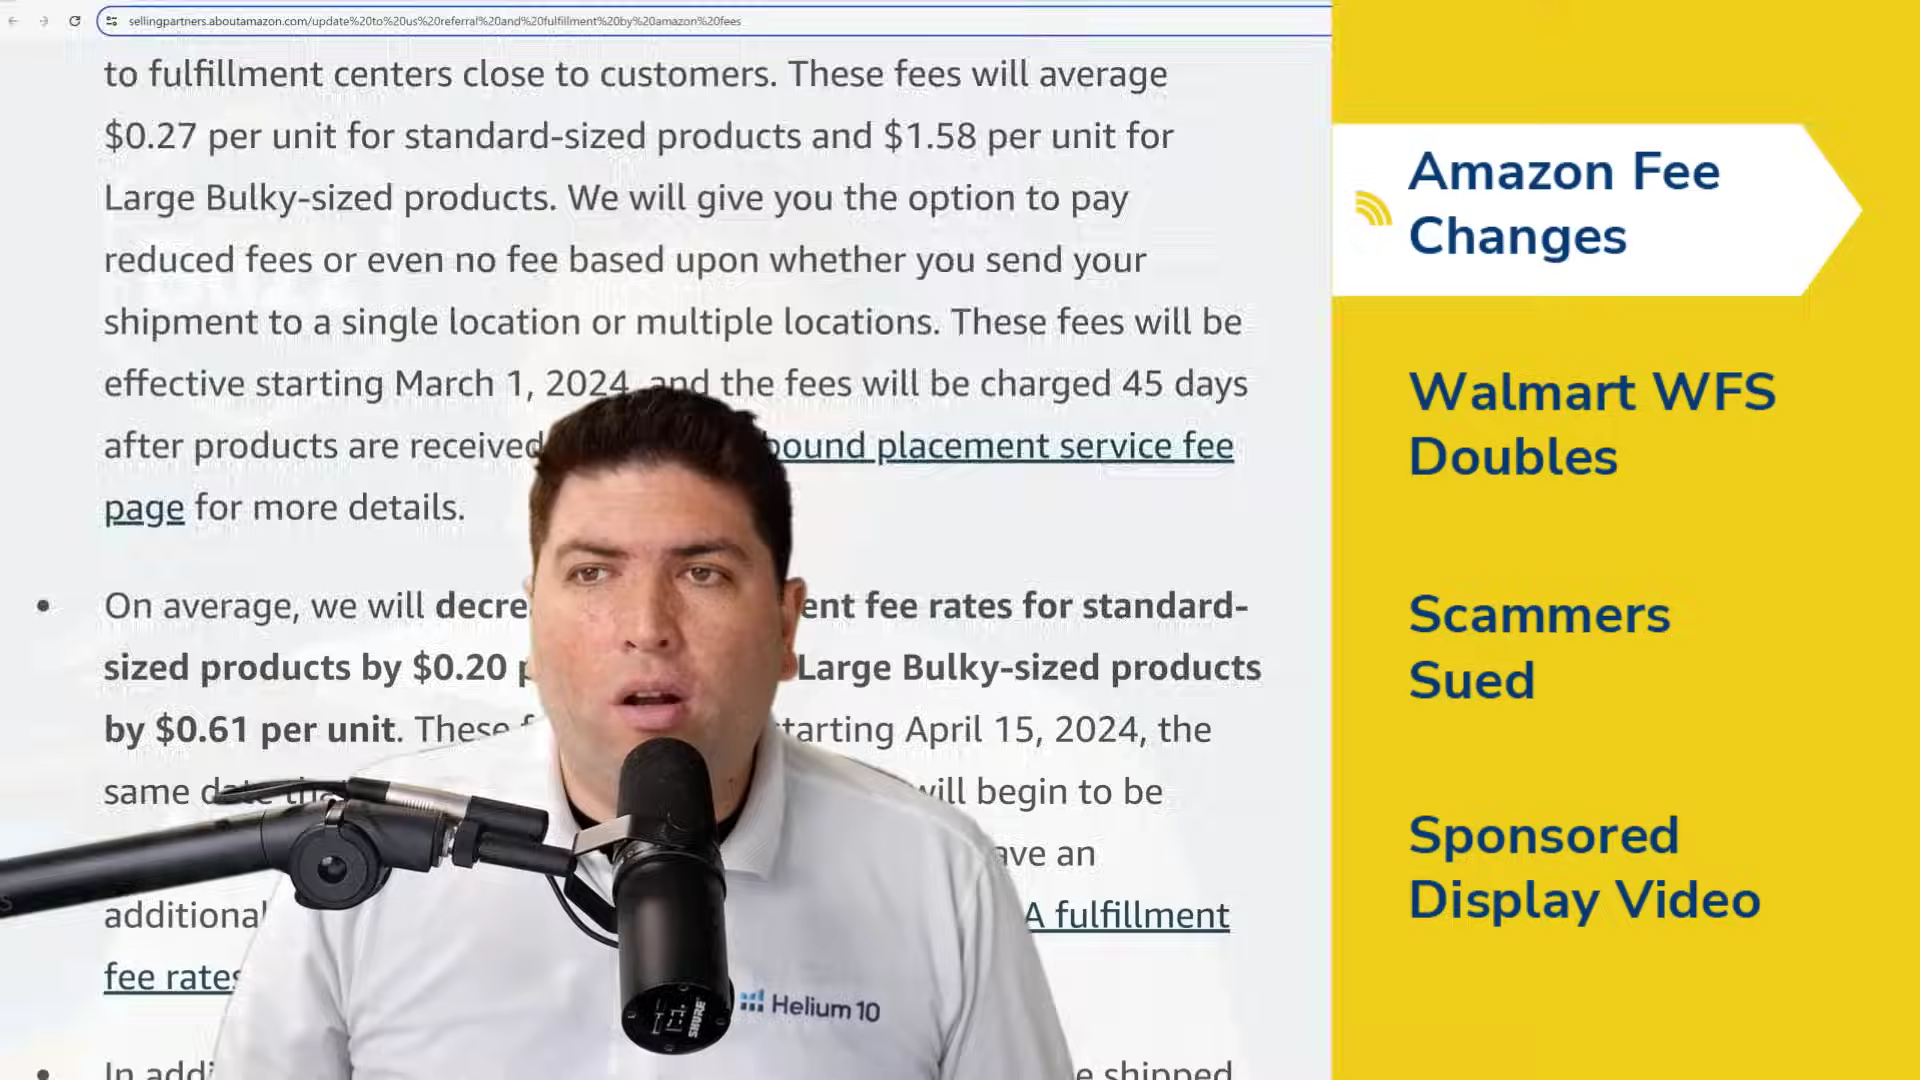 sellingpartners.aboutamazon.com/update%20to%20us%20referral%20and%20fulfillment%20by%20amazon%20fees
to fulfillment centers close to customers. These fees will average
$0.27 per unit for standard-sized products and $1.58 per unit for
Large Bulky-sized products. We will give you the option to pay
reduced fees or even no fee based upon whether you send your
shipment to a single location or multiple locations. These fees will be
effective starting March 1, 2024, and the fees will be charged 45 days
after products are received bound placement service fee
page for more details.
• On average, we will decre ent fee rates for standard-
sized products by $0.20 p Large Bulky-sized products
by $0.61 per unit. These f tarting April 15, 2024, the
same date tha will begin to be
ave an
additional A fulfillment
fee rates
• In addi e shipped
Amazon Fee
Changes
Walmart WFS
Doubles
Scammers
Sued
Sponsored
Display Video
SHURE
Helium 10